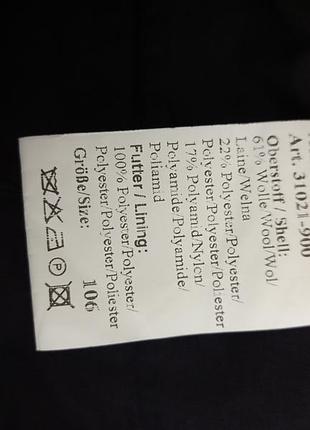 Art. 31021-900
Oberstoff / Shell:
61% Wolle/Wool/Wol/
Laine/Wełna
22% Polyester/Polyester/
Polyester/Polyester/Poliester
17% Polyamid/Nylon/
Polyamide/Polyamide/
Poliamid
Futter / Lining:
100% Polyester/Polyester/
Polyester/Polyester/Poliester
Größe/Size: 106
P